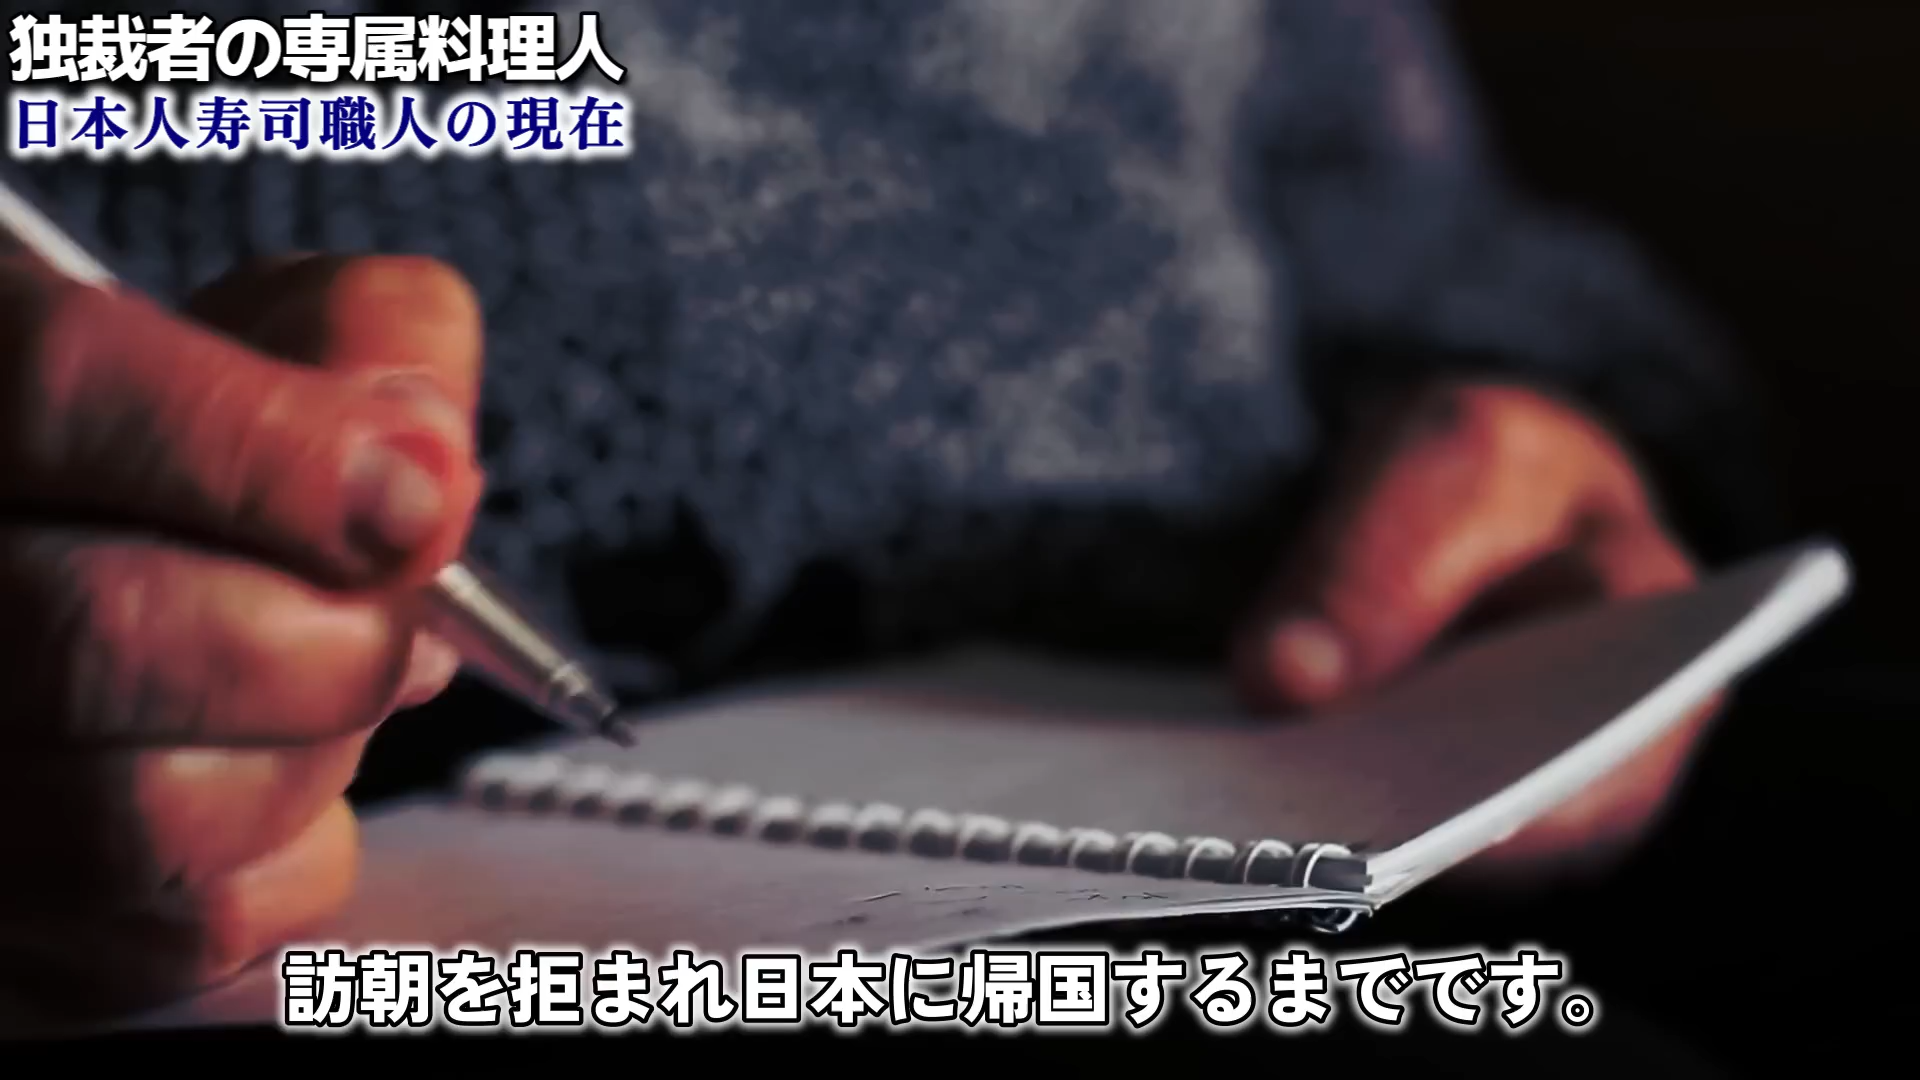 独裁者の専属料理人
日本人寿司職人の現在
訪朝を拒まれ日本に帰国するまでです。